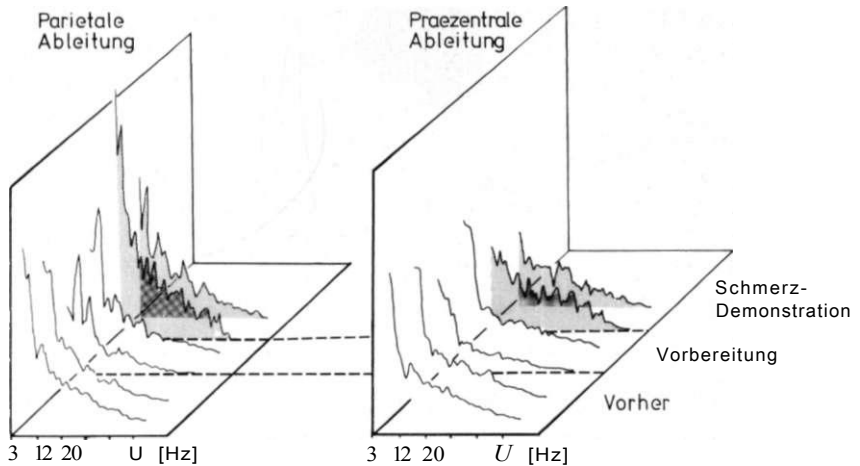 Parietale
Ableitung
Praezentrale
Ableitung
Schmerz-
Demonstration
Vorbereitung
Vorher
3 12 20 U [Hz]
3 12 20 U [Hz]